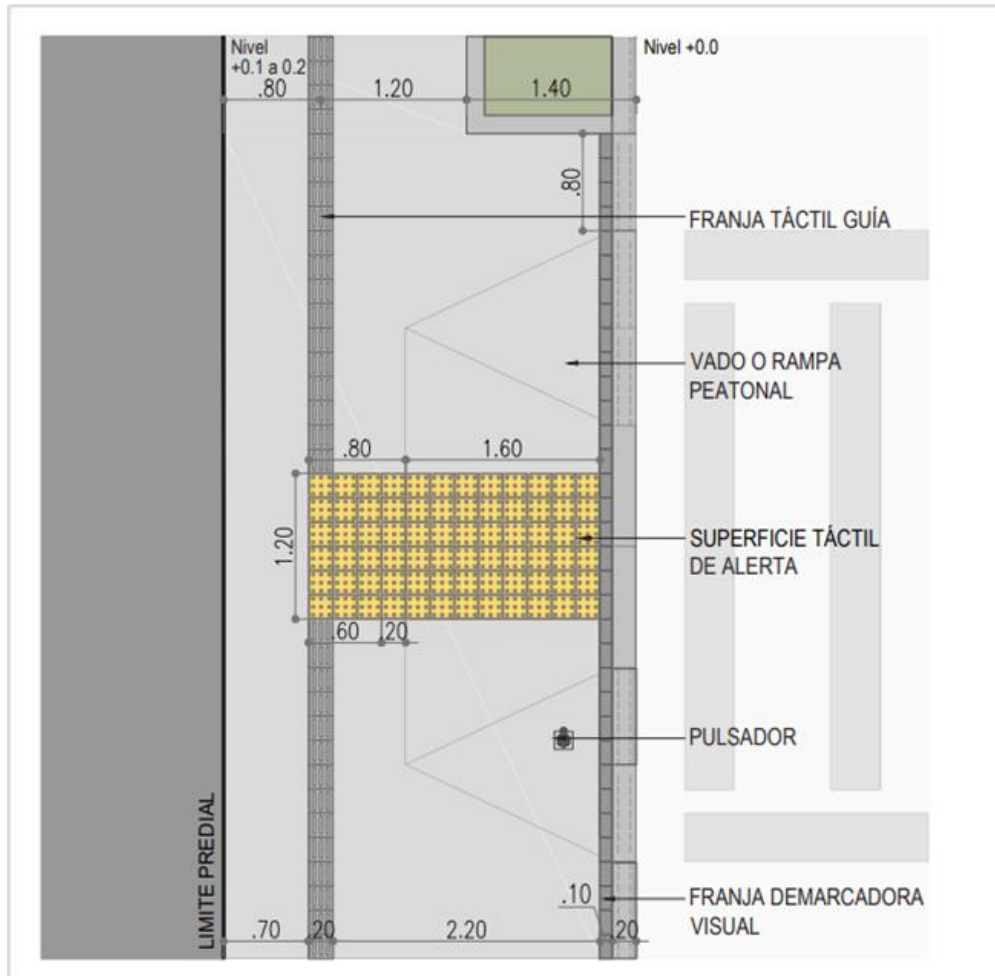 Nivel
+0.1 a 0.2
Nivel +0.0
.80
1.20
1.40
.80
FRANJA TÁCTIL GUÍA
VADO O RAMPA
PEATONAL
.80
1.60
1.20
SUPERFICIE TÁCTIL
DE ALERTA
.60
.20
PULSADOR
LIMITE PREDIAL
.10
FRANJA DEMARCADORA
VISUAL
.70
.20
2.20
.20